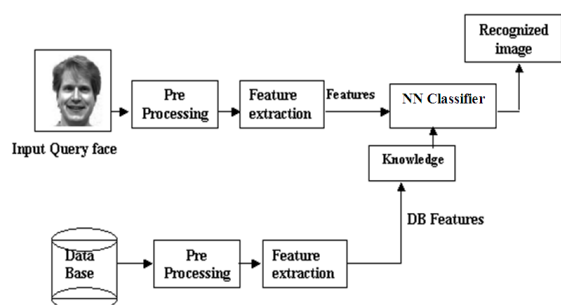 Recognized
image
Pre
Processing
Feature
extraction
Features
NN Classifier
Input Query face
Knowledge
DB Features
Data
Base
Pre
Processing
Feature
extraction